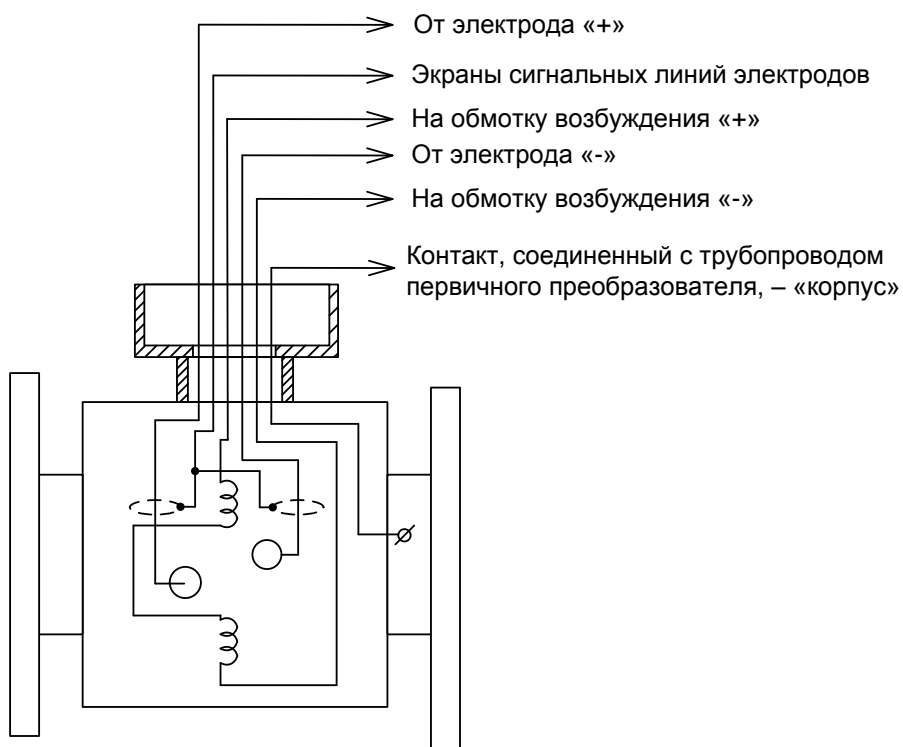 От электрода «+»
Экраны сигнальных линий электродов
На обмотку возбуждения «+»
От электрода «-»
На обмотку возбуждения «-»
Контакт, соединенный с трубопроводом
первичного преобразователя, – «корпус»